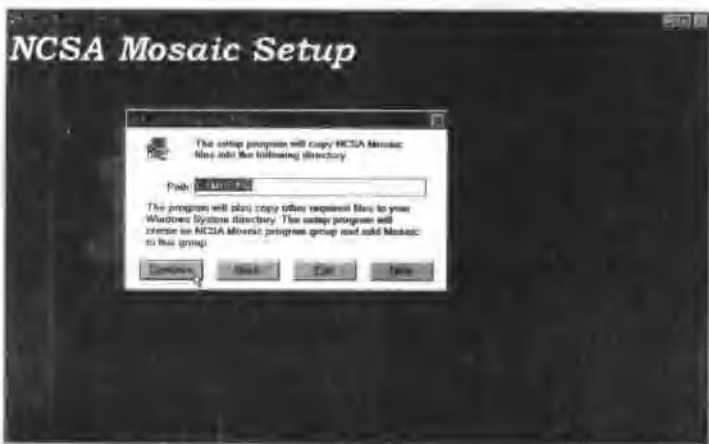 NCSA Mosaic Setup
The setup program will copy NCSA Mosaic
files into the following directory
Path:
The program will also copy other required files to your
Windows System directory. The setup program will
create an NCSA Mosaic program group and add Mosaic
to this group.
Continue Back Exit